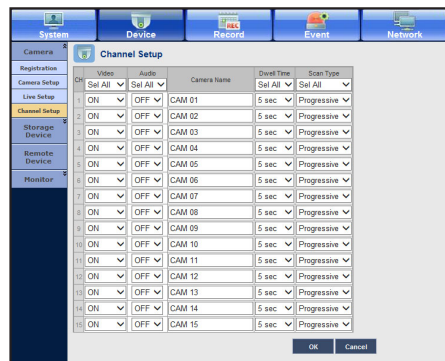 System Device Record Event Network
REC
Camera
Registration
Camera Setup
Live Setup
Channel Setup
Storage
Device
Remote
Device
Monitor
Channel Setup
CH Video Audio Camera Name Dwell Time Scan Type
Sel All Sel All Sel All Sel All
1 ON OFF CAM 01 5 sec Progressive
2 ON OFF CAM 02 5 sec Progressive
3 ON OFF CAM 03 5 sec Progressive
4 ON OFF CAM 04 5 sec Progressive
5 ON OFF CAM 05 5 sec Progressive
6 ON OFF CAM 06 5 sec Progressive
7 ON OFF CAM 07 5 sec Progressive
8 ON OFF CAM 08 5 sec Progressive
9 ON OFF CAM 09 5 sec Progressive
10 ON OFF CAM 10 5 sec Progressive
11 ON OFF CAM 11 5 sec Progressive
12 ON OFF CAM 12 5 sec Progressive
13 ON OFF CAM 13 5 sec Progressive
14 ON OFF CAM 14 5 sec Progressive
15 ON OFF CAM 15 5 sec Progressive
OK Cancel